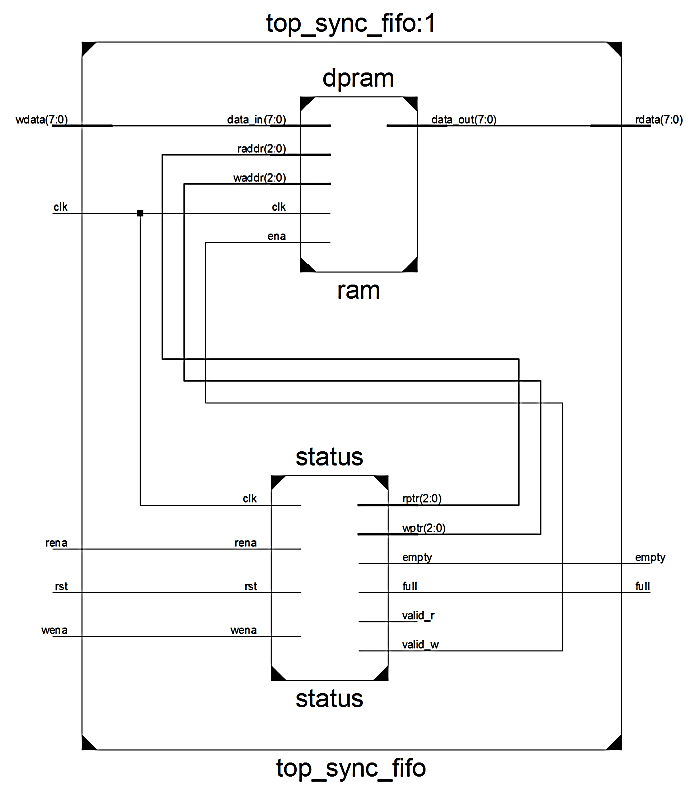 top_sync_fifo:1
dpram
wdata(7:0) data_in(7:0) data_out(7:0) rdata(7:0)
raddr(2:0)
waddr(2:0)
clk clk
ena
ram
status
clk rptr(2:0)
wptr(2:0)
rena rena
empty empty
rst rst full full
valid_r
wena wena
valid_w
status
top_sync_fifo